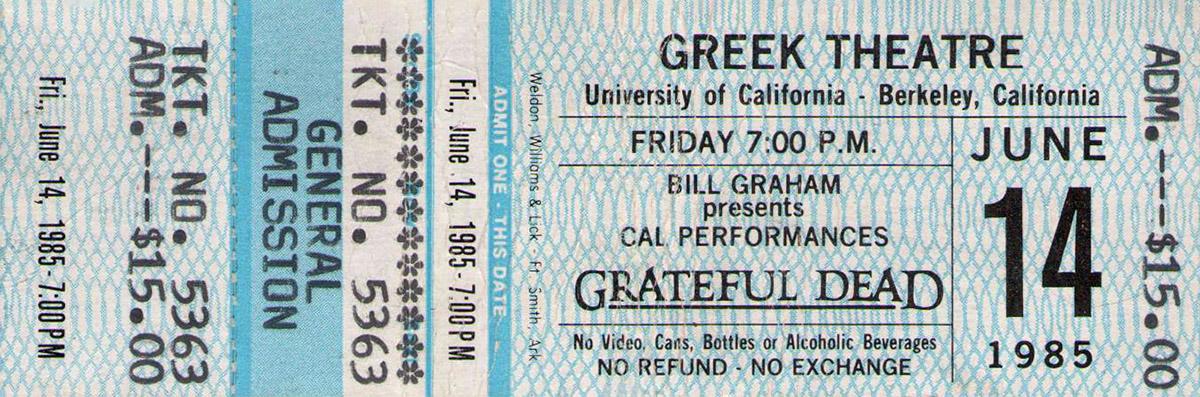 Fri., June 14, 1985 - 7:00 PM
ADM.---$15.00
TKT. NO. 5363
GENERAL
ADMISSION
TKT. NO. 5363
Fri., June 14, 1985 - 7:00 PM
ADMIT ONE - THIS DATE
Weldon, Williams & Lick - Ft. Smith, Ark
GREEK THEATRE
University of California - Berkeley, California
FRIDAY 7:00 P.M.
BILL GRAHAM
presents
CAL PERFORMANCES
GRATEFUL DEAD
No Video, Cans, Bottles or Alcoholic Beverages
NO REFUND - NO EXCHANGE
JUNE
14
1985
ADM.---$15.00